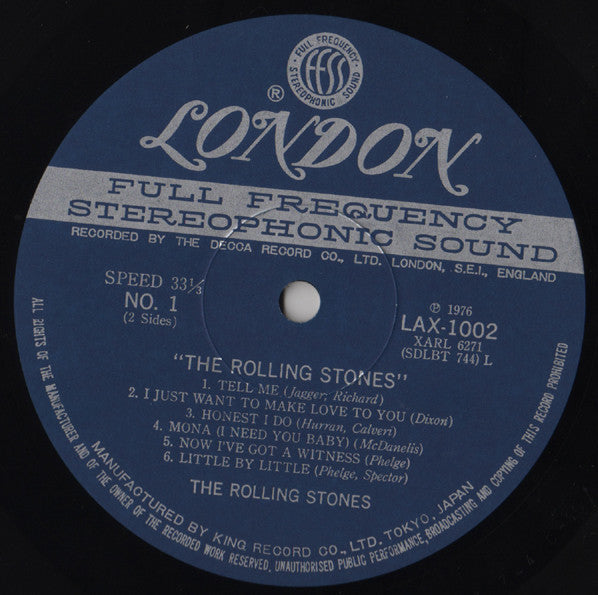 FULL FREQUENCY
ffss
STEREOPHONIC SOUND
®
LONDON
FULL FREQUENCY
STEREOPHONIC SOUND
RECORDED BY THE DECCA RECORD CO., LTD. LONDON, S.E.I., ENGLAND
SPEED 33⅓
NO. 1
(2 Sides)
℗ 1976
LAX-1002
XARL 6271
(SDLBT 744) L
"THE ROLLING STONES"
1. TELL ME (Jagger, Richard)
2. I JUST WANT TO MAKE LOVE TO YOU (Dixon)
3. HONEST I DO (Hurran, Calvert)
4. MONA (I NEED YOU BABY) (McDanelis)
5. NOW I'VE GOT A WITNESS (Phelge)
6. LITTLE BY LITTLE (Phelge, Spector)
THE ROLLING STONES
MANUFACTURED BY KING RECORD CO., LTD. TOKYO, JAPAN
ALL RIGHTS OF THE MANUFACTURER AND OF THE OWNER OF THE RECORDED WORK RESERVED, UNAUTHORISED PUBLIC PERFORMANCE, BROADCASTING AND COPYING OF THIS RECORD PROHIBITED